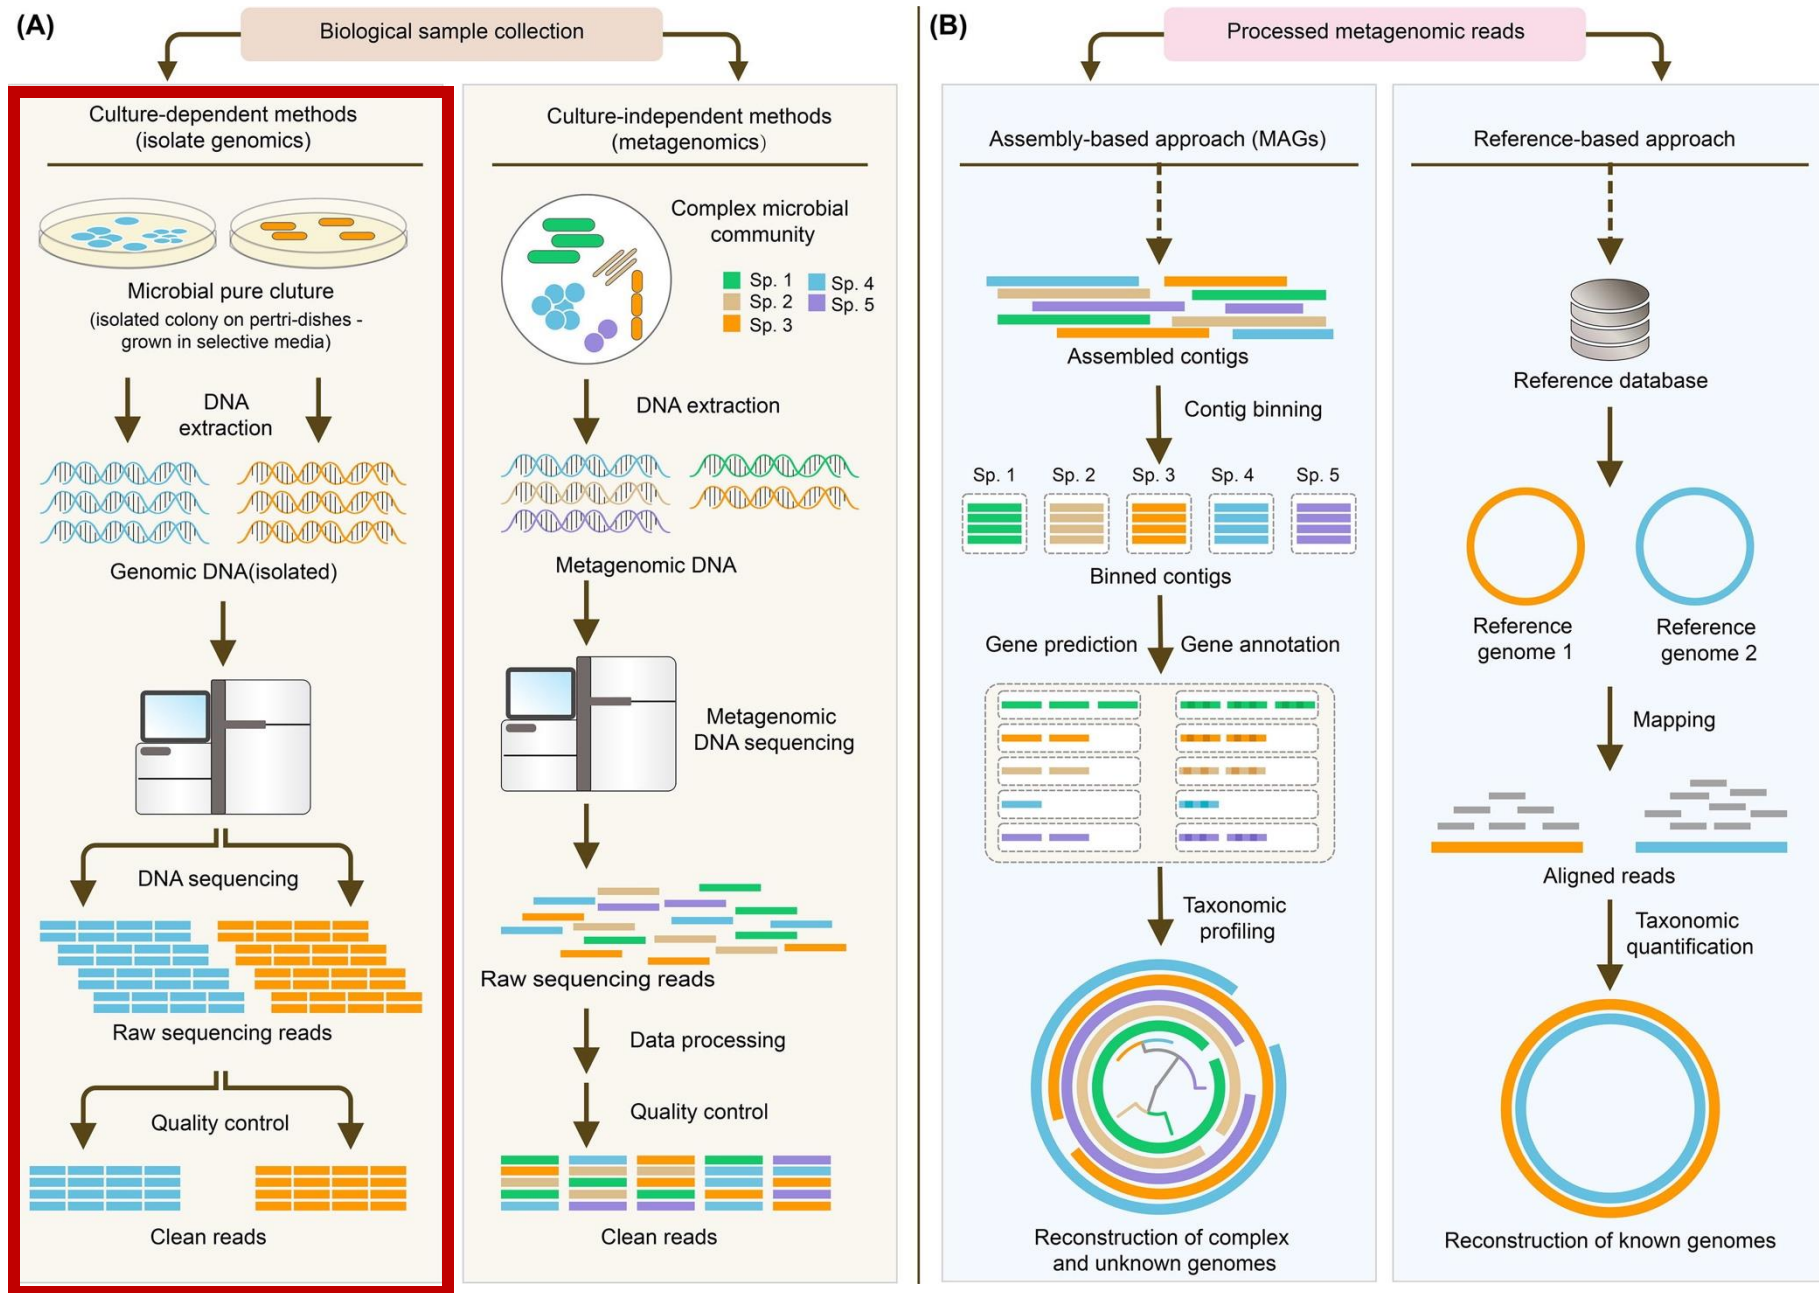 (A)
Biological sample collection
Culture-dependent methods
(isolate genomics)
Microbial pure cluture
(isolated colony on pertri-dishes -
grown in selective media)
DNA
extraction
Genomic DNA(isolated)
DNA sequencing
Raw sequencing reads
Quality control
Clean reads
Culture-independent methods
(metagenomics)
Complex microbial
community
Sp. 1
Sp. 2
Sp. 3
Sp. 4
Sp. 5
DNA extraction
Metagenomic DNA
Metagenomic
DNA sequencing
Raw sequencing reads
Data processing
Quality control
Clean reads
(B)
Processed metagenomic reads
Assembly-based approach (MAGs)
Assembled contigs
Contig binning
Sp. 1 Sp. 2 Sp. 3 Sp. 4 Sp. 5
Binned contigs
Gene prediction
Gene annotation
Taxonomic
profiling
Reconstruction of complex
and unknown genomes
Reference-based approach
Reference database
Reference
genome 1
Reference
genome 2
Mapping
Aligned reads
Taxonomic
quantification
Reconstruction of known genomes